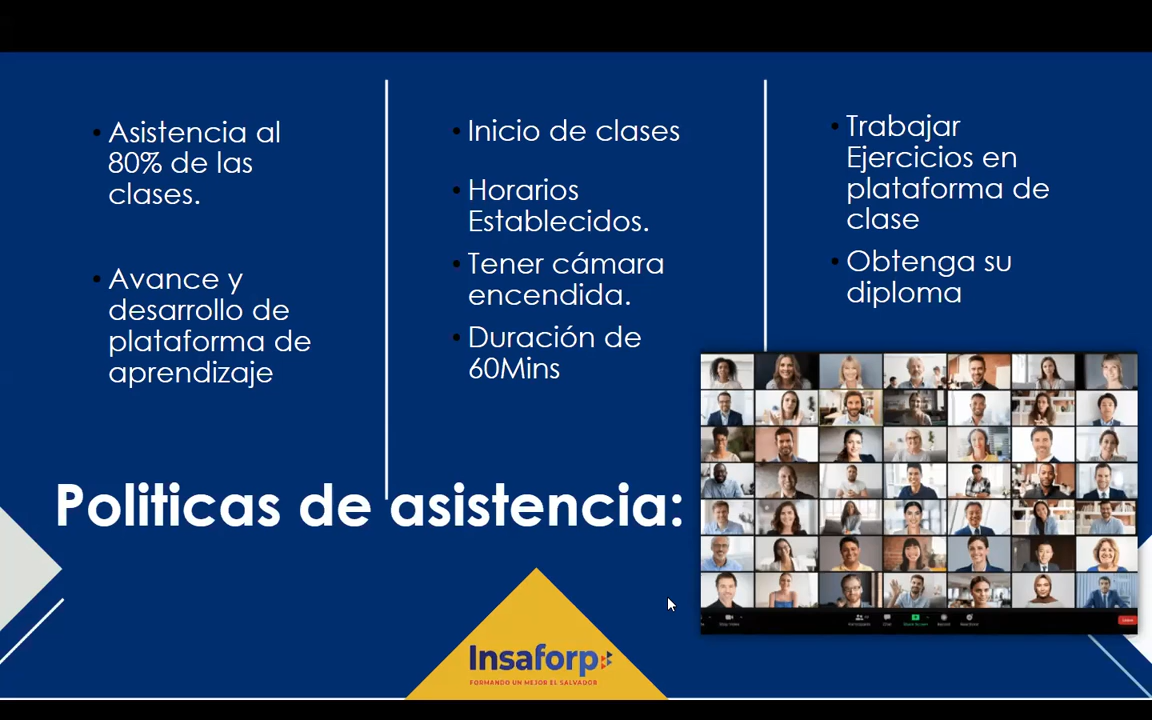 • Asistencia al
80% de las
clases.
• Avance y
desarrollo de
plataforma de
aprendizaje
• Inicio de clases
• Horarios
Establecidos.
• Tener cámara
encendida.
• Duración de
60Mins
• Trabajar
Ejercicios en
plataforma de
clase
• Obtenga su
diploma
Politicas de asistencia:
Insaforp
FORMANDO UN MEJOR EL SALVADOR